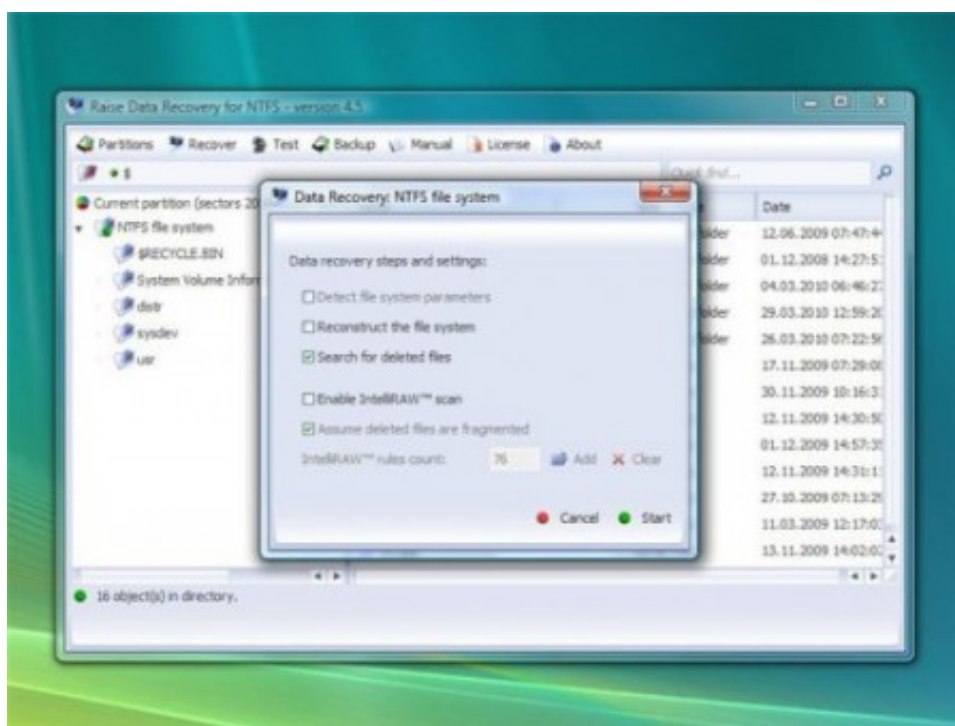 Raise Data Recovery for NTFS - version 4.5
Partitions Recover Test Backup Manual License About
$
Quick find...
Current partition (sectors 20
NTFS file system
$RECYCLE.BIN
System Volume Inform
distr
sysdev
usr
Data Recovery: NTFS file system
Data recovery steps and settings:
Detect file system parameters
Reconstruct the file system
Search for deleted files
Enable IntelliRAW™ scan
Assume deleted files are fragmented
IntelliRAW™ rules count: 76 Add Clear
Cancel Start
Date
folder 12.06.2009 07:47:4
folder 01.12.2008 14:27:5
folder 04.03.2010 06:46:2
folder 29.03.2010 12:59:2
folder 26.03.2010 07:22:5
17.11.2009 07:29:0
30.11.2009 10:16:3
12.11.2009 14:30:5
01.12.2009 14:57:3
12.11.2009 14:31:1
27.10.2009 07:13:2
11.03.2009 12:17:0
13.11.2009 14:02:0
16 object(s) in directory.